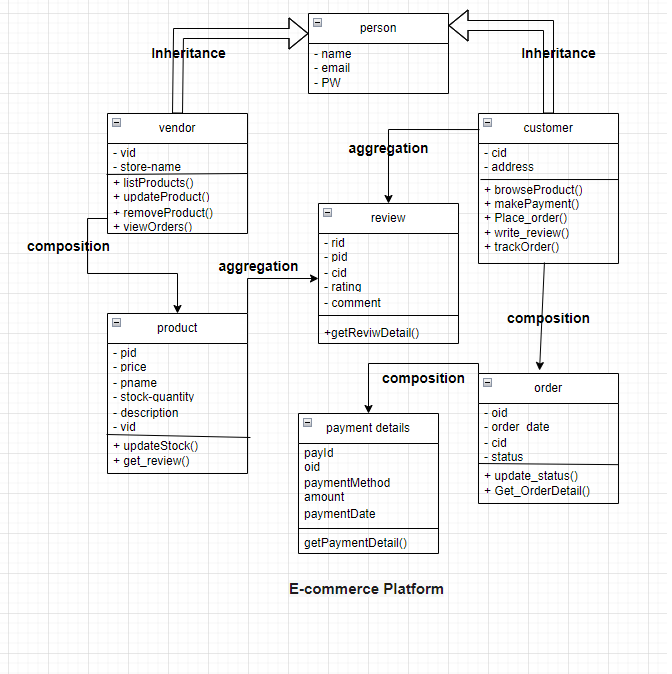 person
- name
- email
- PW
Inheritance
Inheritance
vendor
- vid
- store-name
+ listProducts()
+ updateProduct()
+ removeProduct()
+ viewOrders()
customer
- cid
- address
+ browseProduct()
+ makePayment()
+ Place_order()
+ write_review()
+ trackOrder()
aggregation
review
- rid
- pid
- cid
- rating
- comment
+getReviwDetail()
composition
aggregation
product
- pid
- price
- pname
- stock-quantity
- description
- vid
+ updateStock()
+ get_review()
composition
composition
order
- oid
- order_date
- cid
- status
+ update_status()
+ Get_OrderDetail()
payment details
payId
oid
paymentMethod
amount
paymentDate
getPaymentDetail()
E-commerce Platform